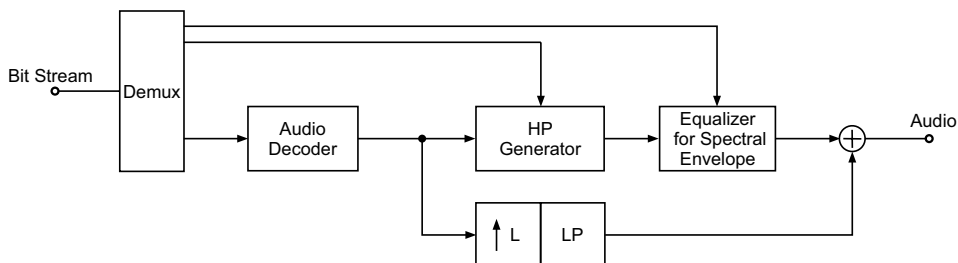 Bit Stream
Demux
Audio
Decoder
HP
Generator
Equalizer
for Spectral
Envelope
Audio
L
LP